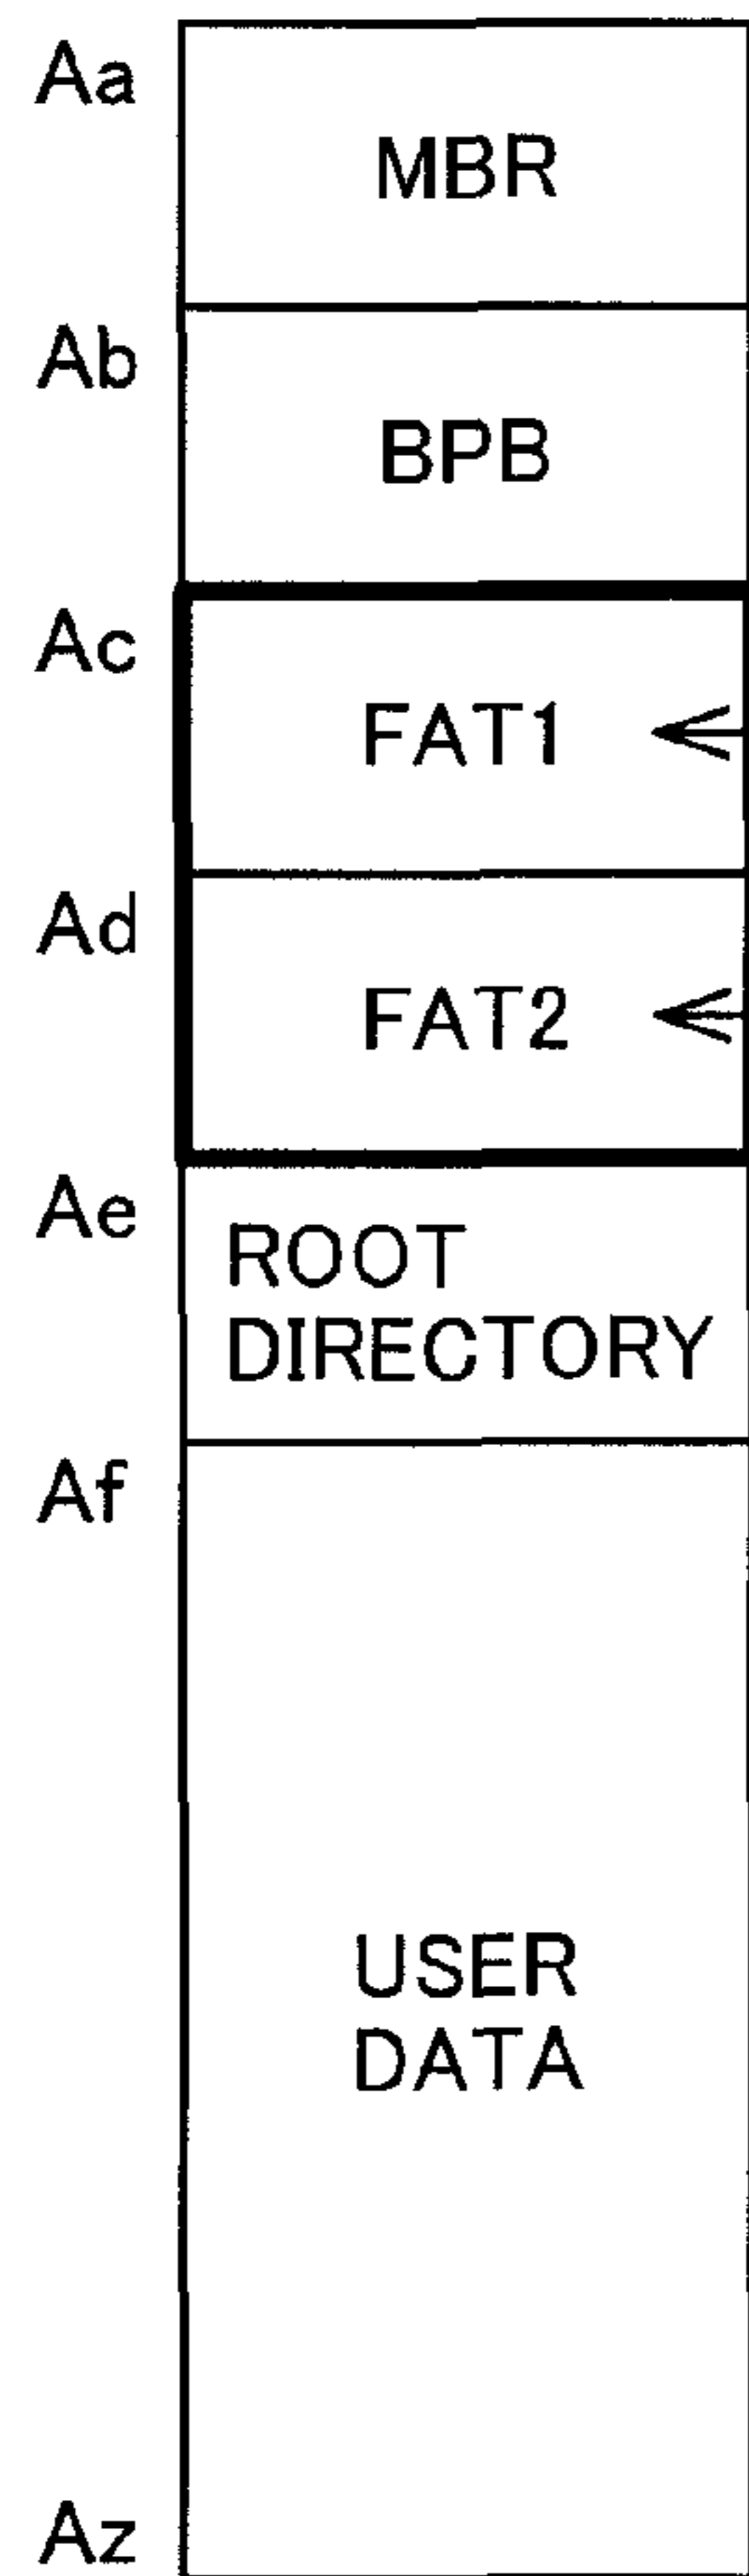 Aa
MBR
Ab
BPB
Ac
FAT1
Ad
FAT2
Ae
ROOT
DIRECTORY
Af
USER
DATA
Az